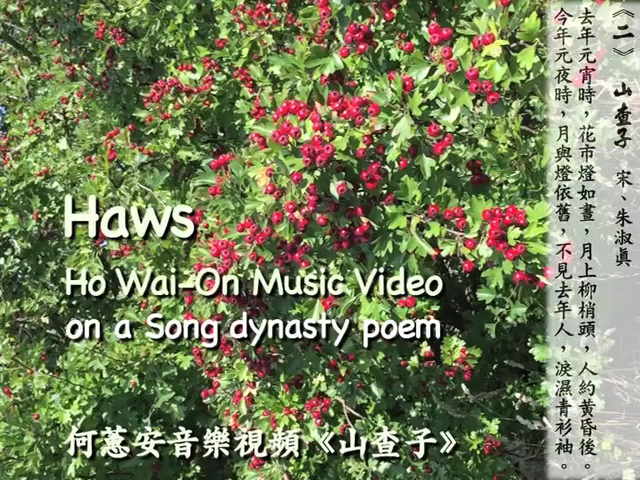 Haws
Ho Wai-On Music Video
on a Song dynasty poem
何蕙安音樂視頻《山查子》
《二》 山查子 宋、朱淑真
去年元宵時，花市燈如晝，月上柳梢頭，人約黃昏後。
今年元夜時，月與燈依舊，不見去年人，淚濕青衫袖。